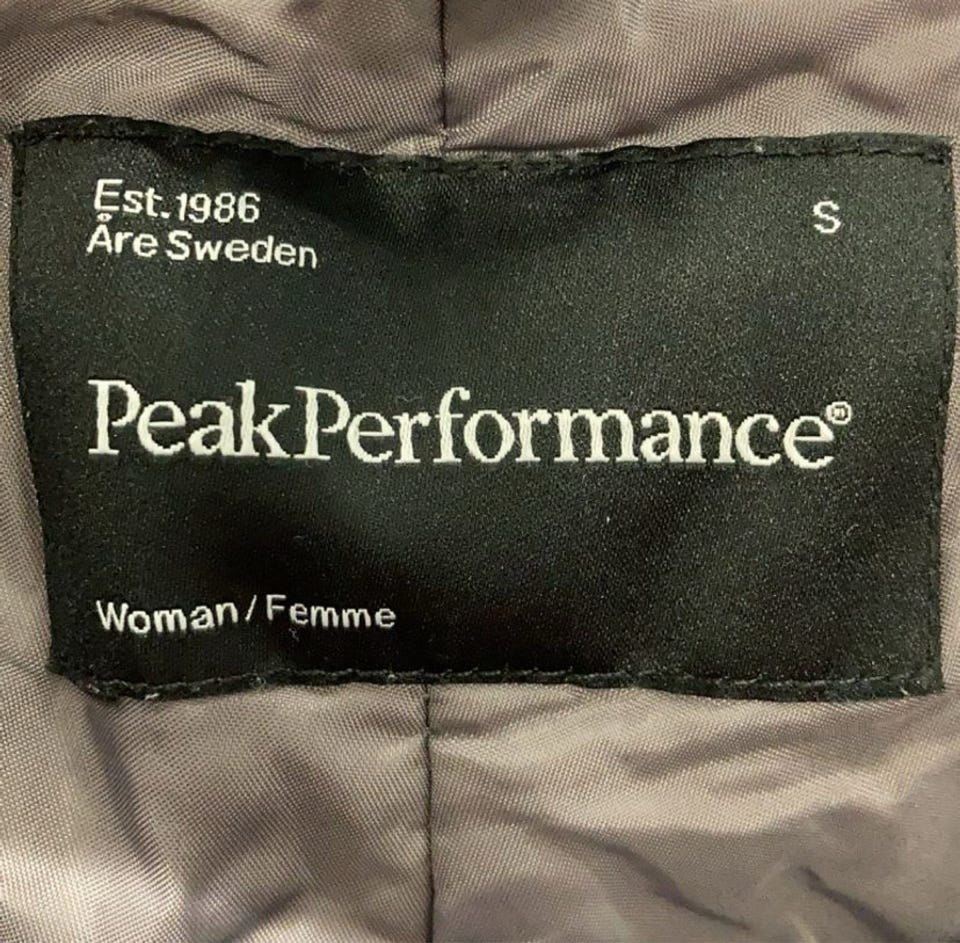 Est.1986
Åre Sweden
S
PeakPerformance®
Woman/Femme